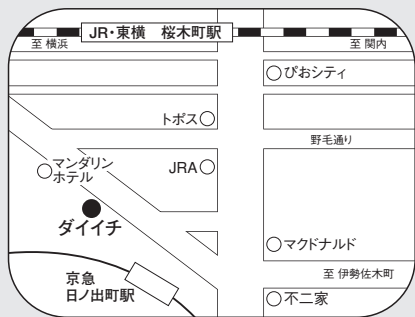 JR・東横　桜木町駅
至 横浜
至 関内
ぴおシティ
トポス
野毛通り
マンダリン
ホテル
JRA
ダイイチ
マクドナルド
京急
日ノ出町駅
至 伊勢佐木町
不二家